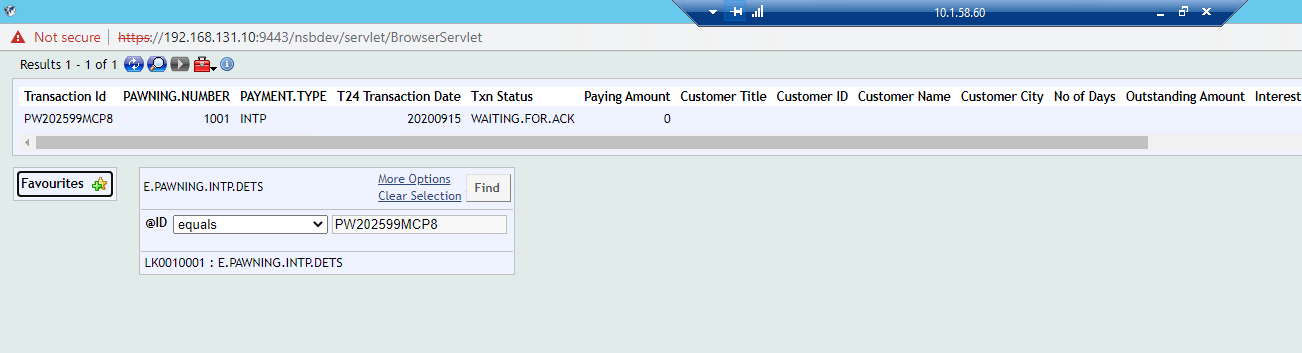 10.1.58.60
Not secure | https://192.168.131.10:9443/nsbdev/servlet/BrowserServlet
Results 1 - 1 of 1
Transaction Id PAWNING.NUMBER PAYMENT.TYPE T24 Transaction Date Txn Status Paying Amount Customer Title Customer ID Customer Name Customer City No of Days Outstanding Amount Interest
PW202599MCP8 1001 INTP 20200915 WAITING.FOR.ACK 0
Favourites
E.PAWNING.INTP.DETS
More Options
Clear Selection
Find
@ID equals PW202599MCP8
LK0010001 : E.PAWNING.INTP.DETS